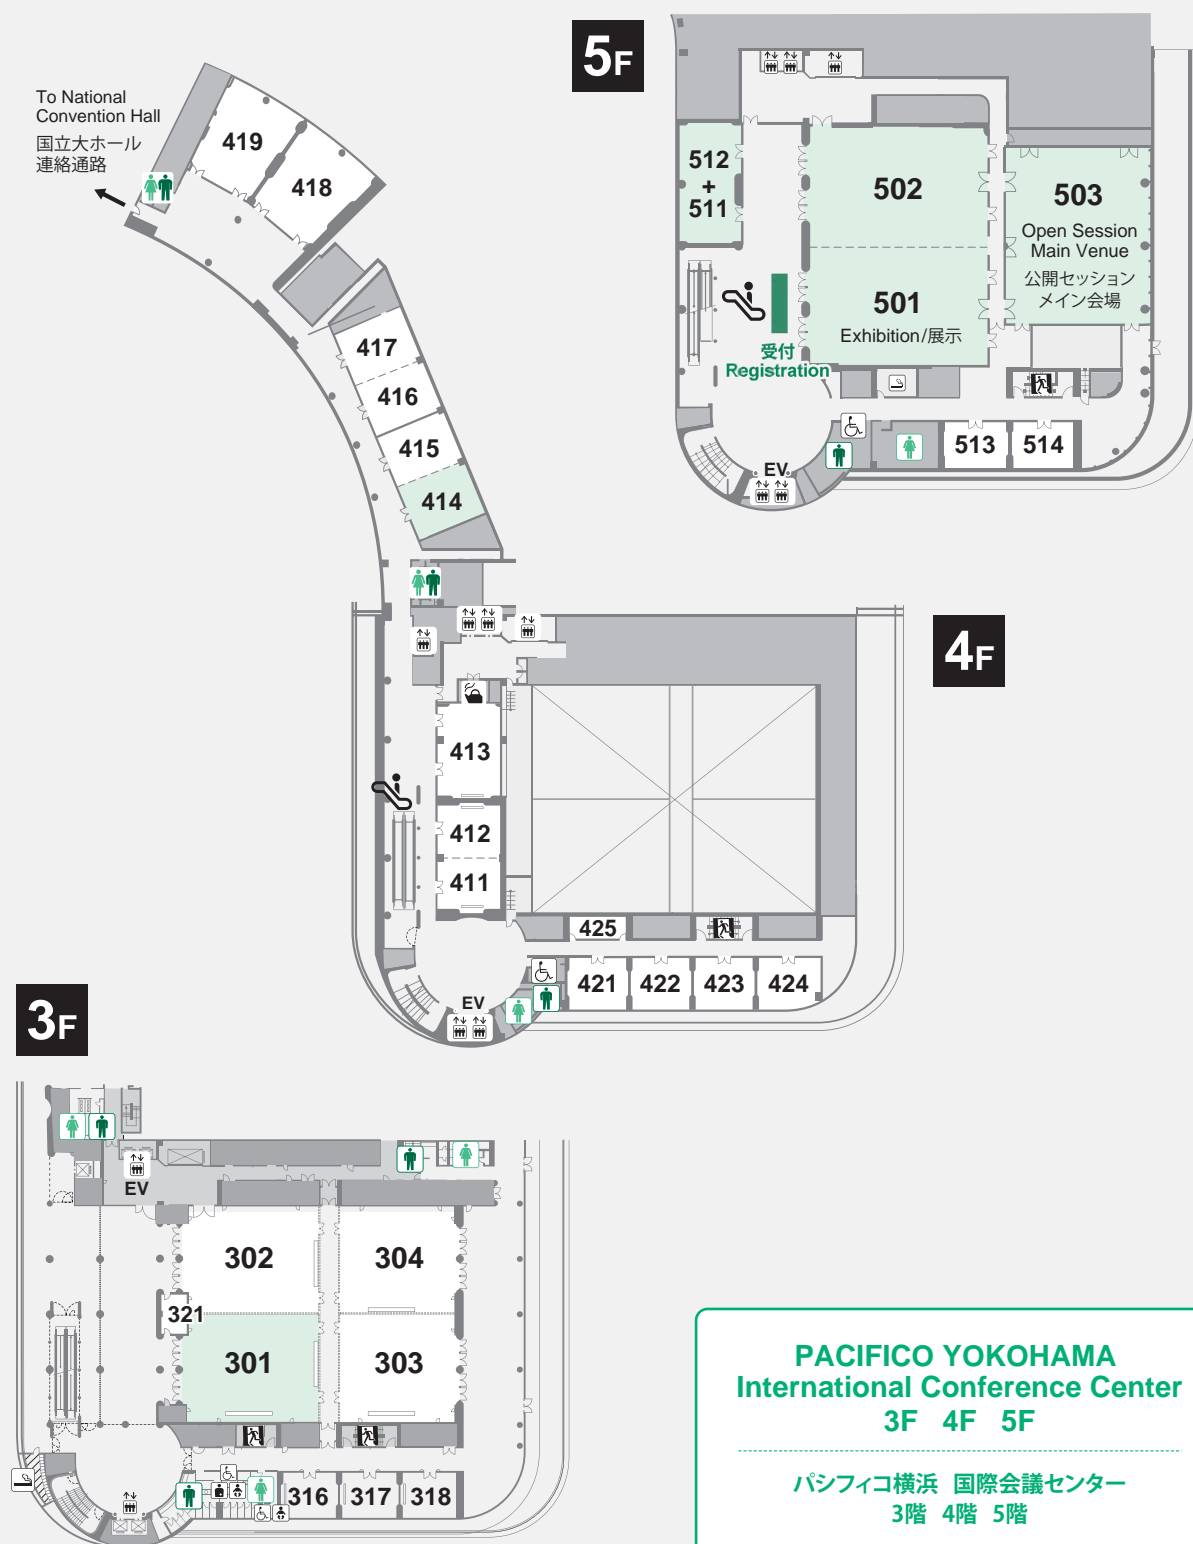 5F
To National
Convention Hall
国立大ホール
連絡通路
419
418
417
416
415
414
512
+
511
502
503
Open Session
Main Venue
公開セッション
メイン会場
501
Exhibition/展示
受付
Registration
513
514
EV
4F
413
412
411
425
421
422
423
424
EV
3F
EV
302
304
321
301
303
316
317
318
PACIFICO YOKOHAMA
International Conference Center
3F 4F 5F
パシフィコ横浜 国際会議センター
3階 4階 5階